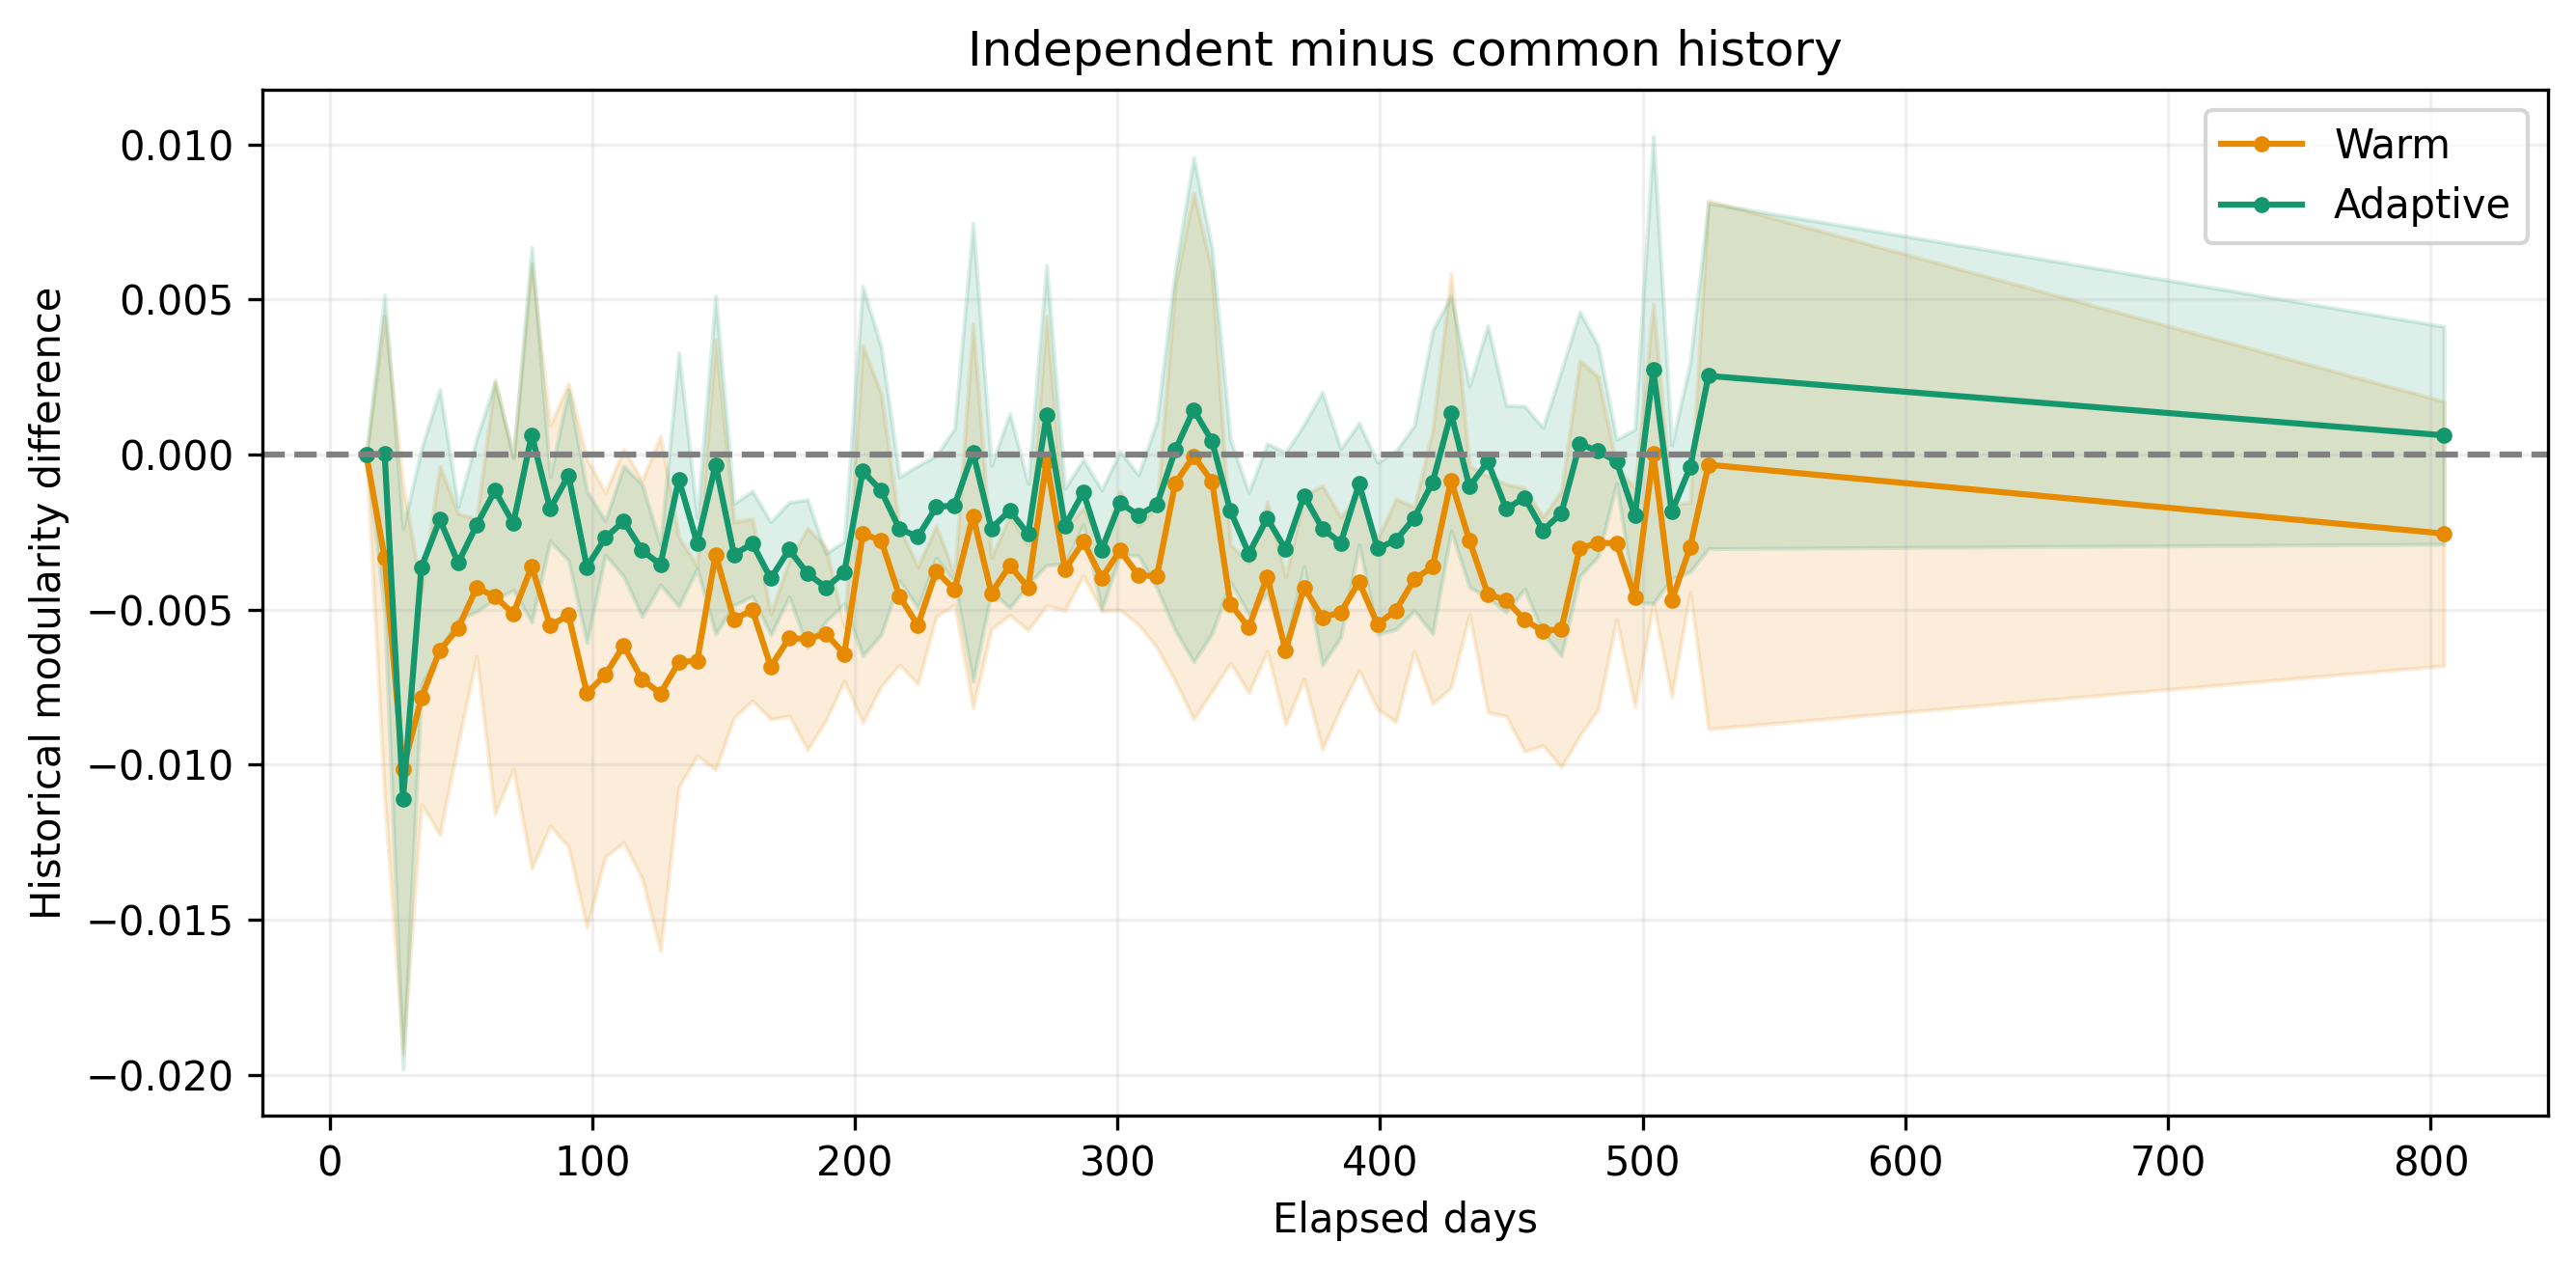 Independent minus common history
Warm
Adaptive
Historical modularity difference
0.010
0.005
0.000
−0.005
−0.010
−0.015
−0.020
0 100 200 300 400 500 600 700 800
Elapsed days